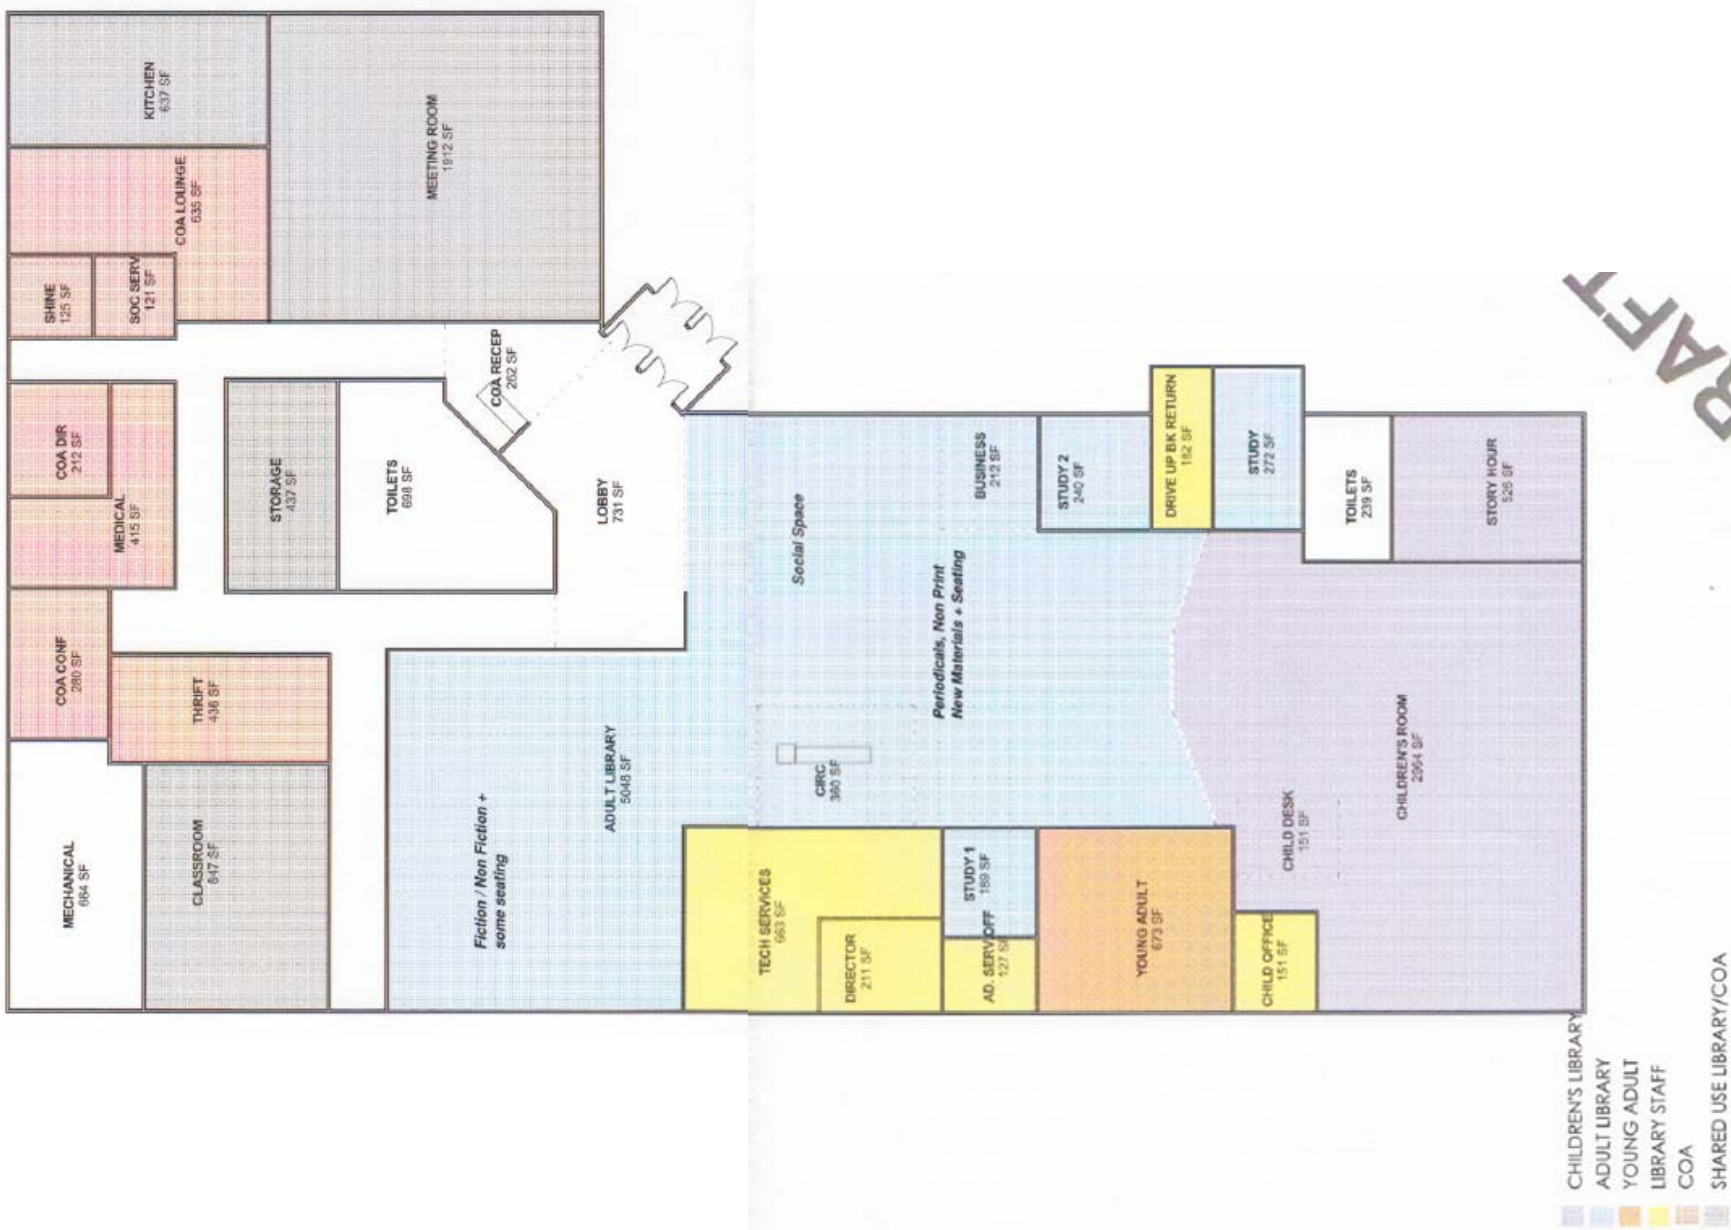 KITCHEN
637 SF
MEETING ROOM
1912 SF
COA LOUNGE
635 SF
SHINE
125 SF
SOC SERV
121 SF
COA RECEP
262 SF
COA DIR
212 SF
MEDICAL
415 SF
STORAGE
437 SF
TOILETS
698 SF
LOBBY
731 SF
COA CONF
280 SF
THRIFT
436 SF
MECHANICAL
664 SF
CLASSROOM
847 SF
Fiction / Non Fiction +
some seating
ADULT LIBRARY
5048 SF
Social Space
BUSINESS
212 SF
STUDY 2
240 SF
DRIVE UP BK RETURN
182 SF
STUDY
272 SF
TOILETS
239 SF
STORY HOUR
526 SF
Periodicals, Non Print
New Materials + Seating
CIRC
360 SF
TECH SERVICES
663 SF
DIRECTOR
211 SF
STUDY 1
189 SF
AD. SERV OFF
127 SF
YOUNG ADULT
673 SF
CHILD DESK
151 SF
CHILD OFFICE
151 SF
CHILDREN'S ROOM
2964 SF
RAFT
CHILDREN'S LIBRARY
ADULT LIBRARY
YOUNG ADULT
LIBRARY STAFF
COA
SHARED USE LIBRARY/COA